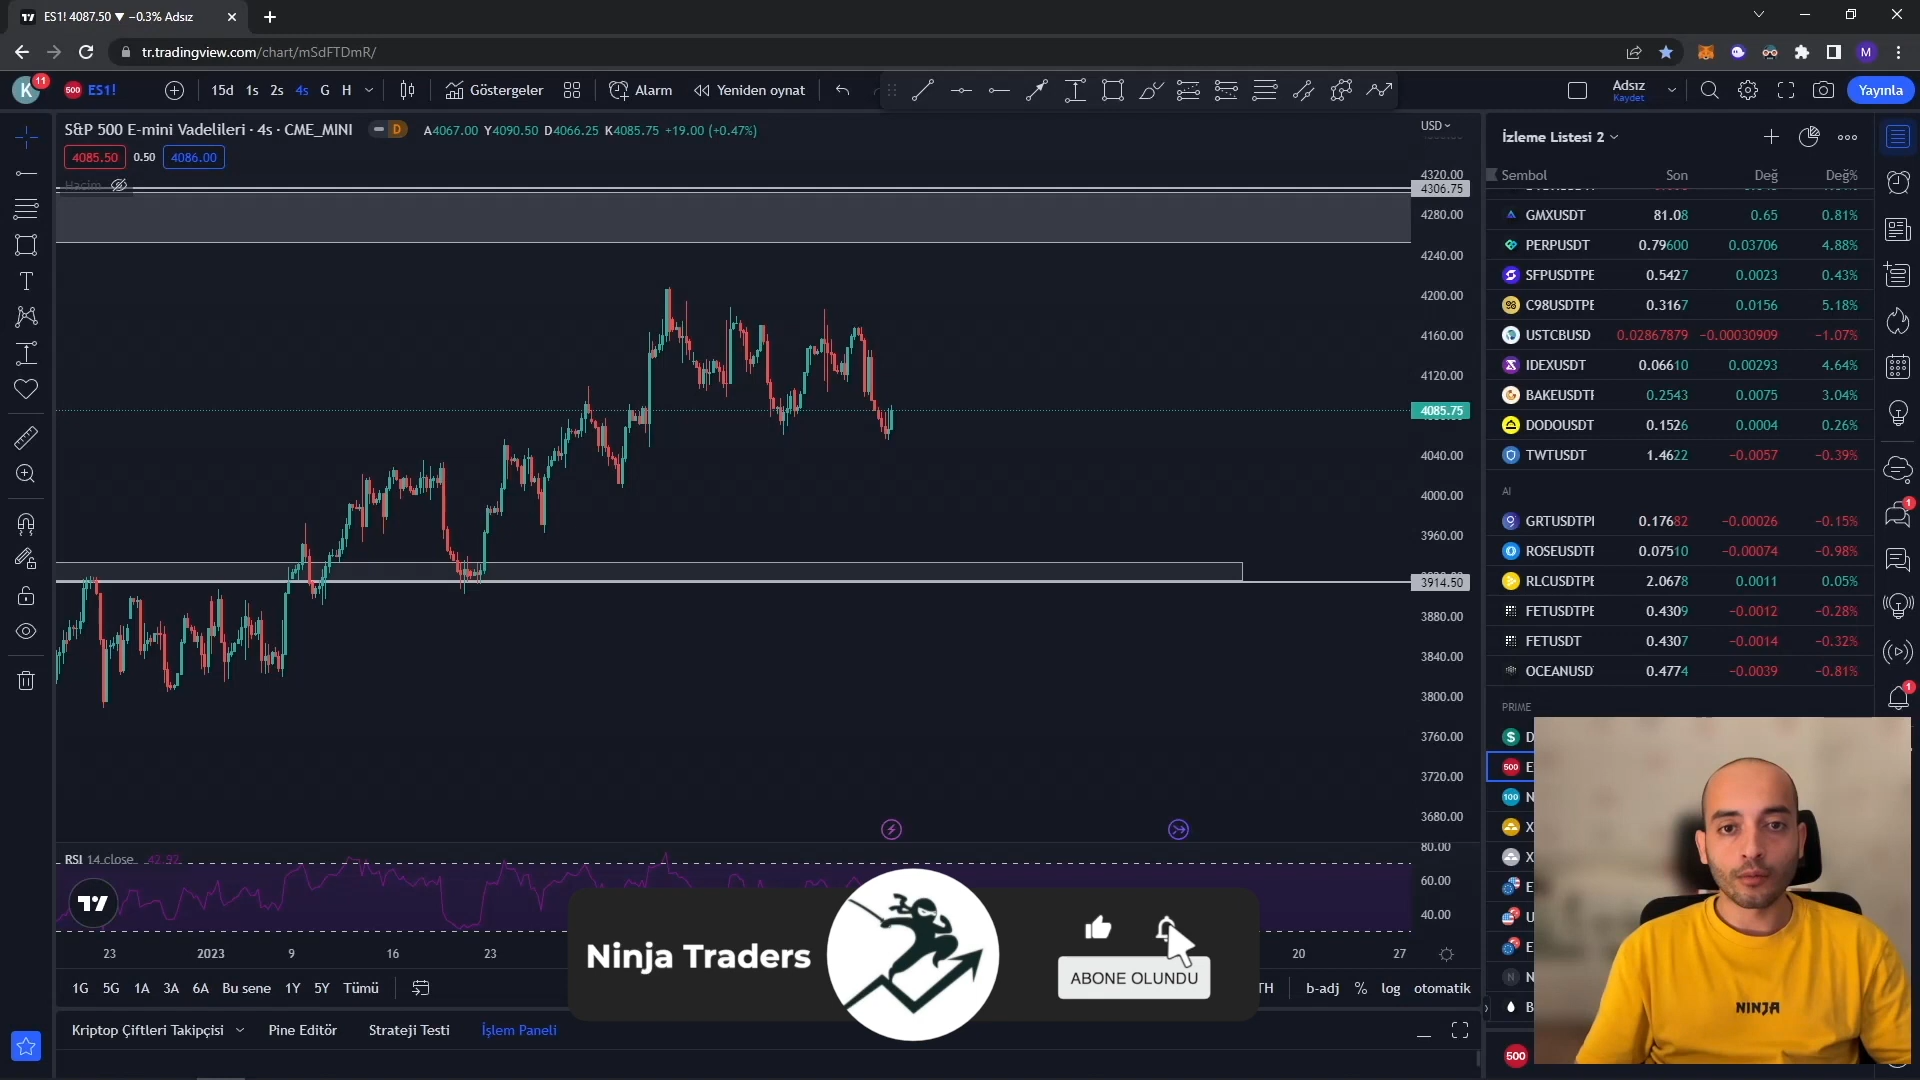 ES1! 4087.50 ▼ −0.3% Adsız
tr.tradingview.com/chart/mSdFTDmR/
M
K 11 500 ES1! 15d 1s 2s 4s G H Göstergeler Alarm Yeniden oynat Adsız Kaydet Yayınla
S&P 500 E-mini Vadelileri · 4s · CME_MINI D A4067.00 Y4090.50 D4066.25 K4085.75 +19.00 (+0.47%)
4085.50 0.50 4086.00
Hacim
USD
4320.00
4306.75
4280.00
4240.00
4200.00
4160.00
4120.00
4085.75
4040.00
4000.00
3960.00
3914.50
3880.00
3840.00
3800.00
3760.00
3720.00
3680.00
RSI 14 close 42.92
80.00
60.00
40.00
23 2023 9 16 23 20 27
1G 5G 1A 3A 6A Bu sene 1Y 5Y Tümü TH b-adj % log otomatik
Kriptop Çiftleri Takipçisi Pine Editör Strateji Testi İşlem Paneli
İzleme Listesi 2
Sembol Son Değ Değ%
GMXUSDT 81.08 0.65 0.81%
PERPUSDT 0.79600 0.03706 4.88%
SFPUSDTPE 0.5427 0.0023 0.43%
C98USDTPE 0.3167 0.0156 5.18%
USTCBUSD 0.02867879 −0.00030909 −1.07%
IDEXUSDT 0.06610 0.00293 4.64%
BAKEUSDTI 0.2543 0.0075 3.04%
DODOUSDT 0.1526 0.0004 0.26%
TWTUSDT 1.4622 −0.0057 −0.39%
AI
GRTUSDTPI 0.17682 −0.00026 −0.15%
ROSEUSDTI 0.07510 −0.00074 −0.98%
RLCUSDTPE 2.0678 0.0011 0.05%
FETUSDTPE 0.4309 −0.0012 −0.28%
FETUSDT 0.4307 −0.0014 −0.32%
OCEANUSD 0.4774 −0.0039 −0.81%
PRIME
D
500 E
100 N
X
X
E
U
E
N
B
500
Ninja Traders
ABONE OLUNDU
NINJA